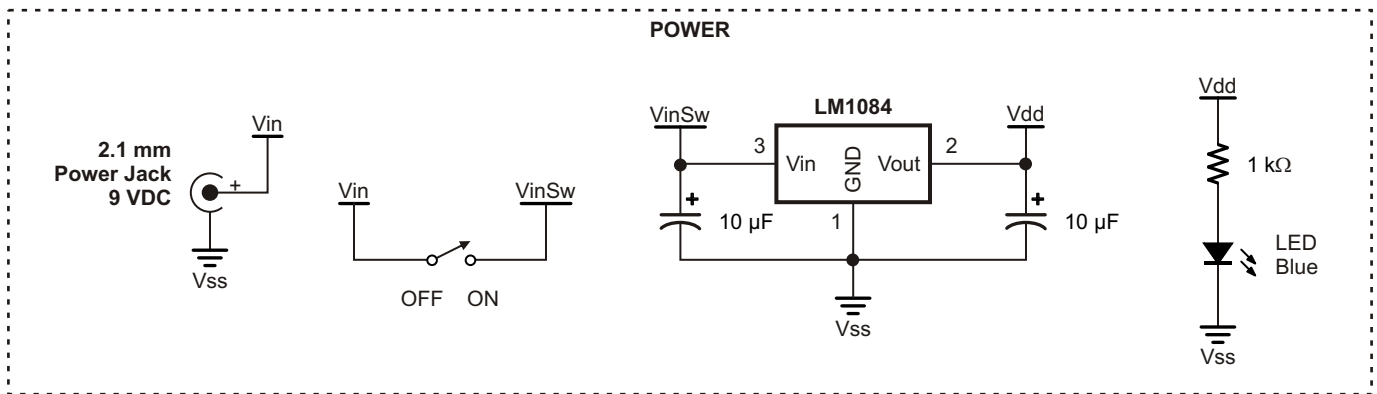 POWER
2.1 mm
Power Jack
9 VDC
+
Vin
Vss
Vin
VinSw
OFF ON
VinSw
LM1084
Vdd
3
Vin
GND
Vout
2
1
+
10 µF
+
10 µF
Vss
Vdd
1 kΩ
LED
Blue
Vss